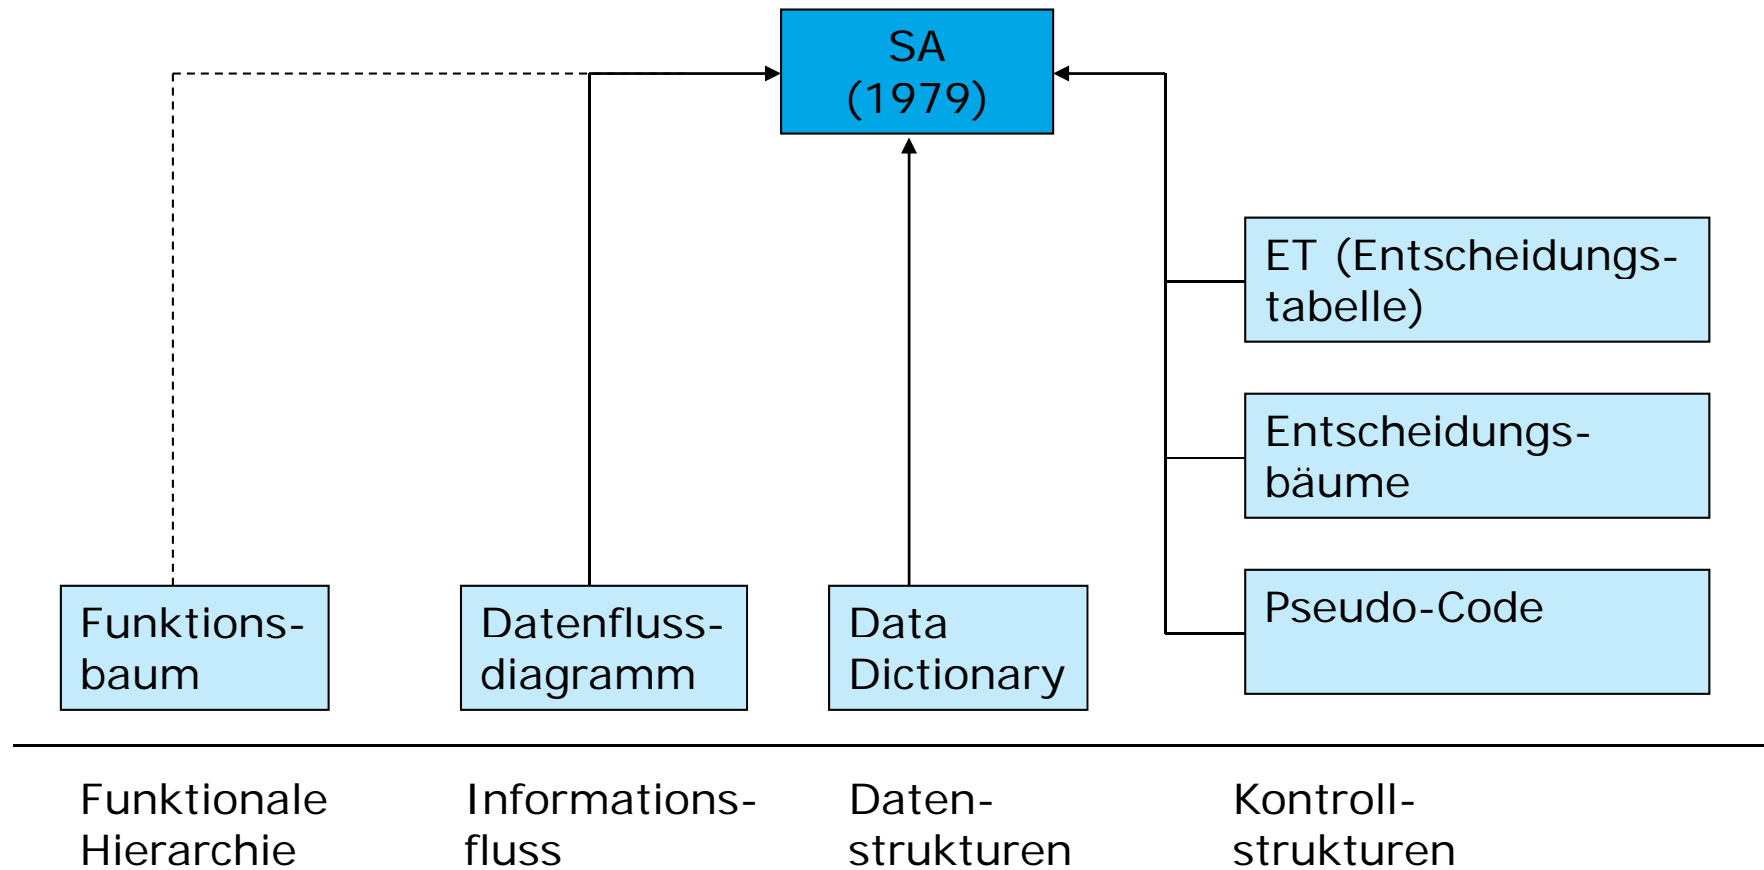 SA
(1979)
ET (Entscheidungs-
tabelle)
Entscheidungs-
bäume
Pseudo-Code
Funktions-
baum
Datenfluss-
diagramm
Data
Dictionary
Funktionale
Hierarchie
Informations-
fluss
Daten-
strukturen
Kontroll-
strukturen